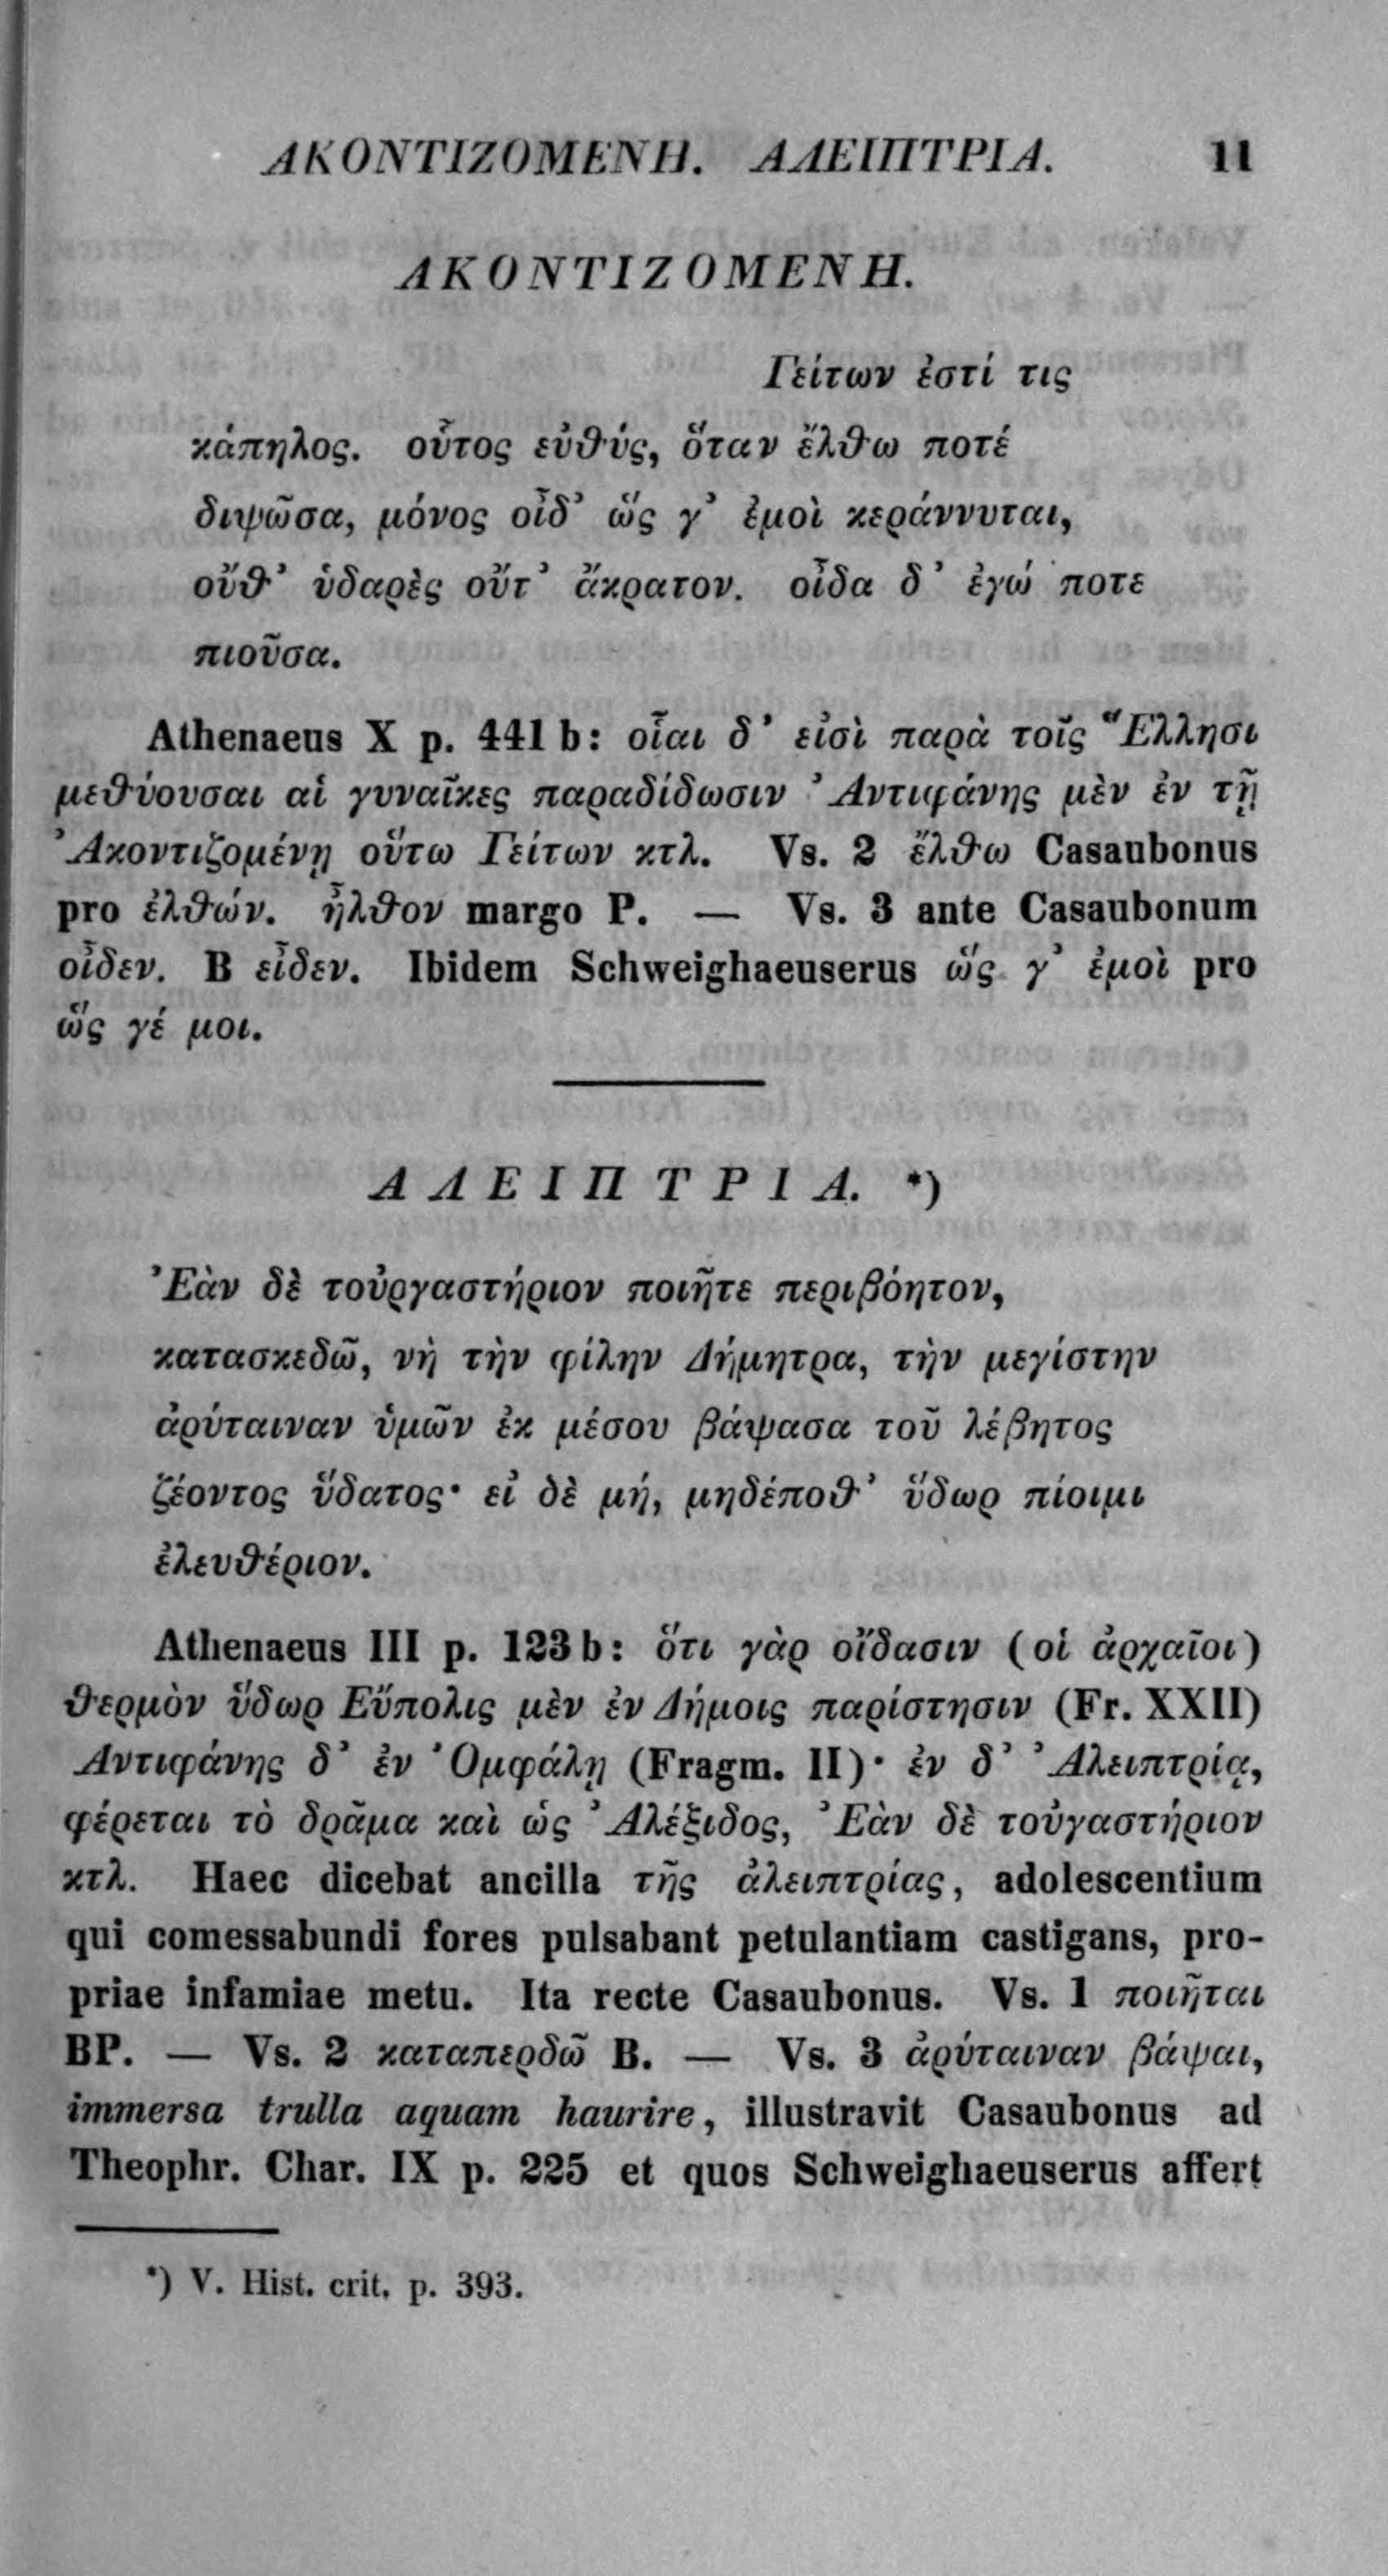 ΑΚΟΝΤΙΖΟΜΕΝΗ. ΑΛΕΙΠΤΡΙΑ. 11
ΑΚΟΝΤΙΖΟΜΕΝΗ.
Γείτων ἐστί τις
κάπηλος. οὗτος εὐθύς, ὅταν ἔλθω ποτέ
διψῶσα, μόνος οἶδ᾽ ὥς γ᾽ ἐμοὶ κεράννυται,
οὔθ᾽ ὑδαρὲς οὔτ᾽ ἄκρατον. οἶδα δ᾽ ἐγώ ποτε
πιοῦσα.
Athenaeus X p. 441 b: οἷαι δ᾽ εἰσὶ παρὰ τοῖς Ἕλλησι
μεθύουσαι αἱ γυναῖκες παραδίδωσιν Ἀντιφάνης μὲν ἐν τῇ
Ἀκοντιζομένῃ οὕτω Γείτων κτλ. Vs. 2 ἔλθω Casaubonus
pro ἐλθών. ἦλθον margo P. — Vs. 3 ante Casaubonum
οἶδεν. B εἶδεν. Ibidem Schweighaeuserus ὥς γ᾽ ἐμοὶ pro
ὥς γέ μοι.
ΑΛΕΙΠΤΡΙΑ. *)
Ἐὰν δὲ τοὐργαστήριον ποιῆτε περιβόητον,
κατασκεδῶ, νὴ τὴν φίλην Δήμητρα, τὴν μεγίστην
ἀρύταιναν ὑμῶν ἐκ μέσου βάψασα τοῦ λέβητος
ζέοντος ὕδατος· εἰ δὲ μή, μηδέποθ᾽ ὕδωρ πίοιμι
ἐλευθέριον.
Athenaeus III p. 123 b: ὅτι γὰρ οἴδασιν (οἱ ἀρχαῖοι)
θερμὸν ὕδωρ Εὔπολις μὲν ἐν Δήμοις παρίστησιν (Fr. XXII)
Ἀντιφάνης δ᾽ ἐν Ὀμφάλῃ (Fragm. II)· ἐν δ᾽ Ἀλειπτρίᾳ,
φέρεται τὸ δρᾶμα καὶ ὡς Ἀλέξιδος, Ἐὰν δὲ τοὐγαστήριον
κτλ. Haec dicebat ancilla τῆς ἀλειπτρίας, adolescentium
qui comessabundi fores pulsabant petulantiam castigans, pro-
priae infamiae metu. Ita recte Casaubonus. Vs. 1 ποιῆται
BP. — Vs. 2 καταπερδῶ B. — Vs. 3 ἀρύταιναν βάψαι,
immersa trulla aquam haurire, illustravit Casaubonus ad
Theophr. Char. IX p. 225 et quos Schweighaeuserus affert
*) V. Hist. crit. p. 393.